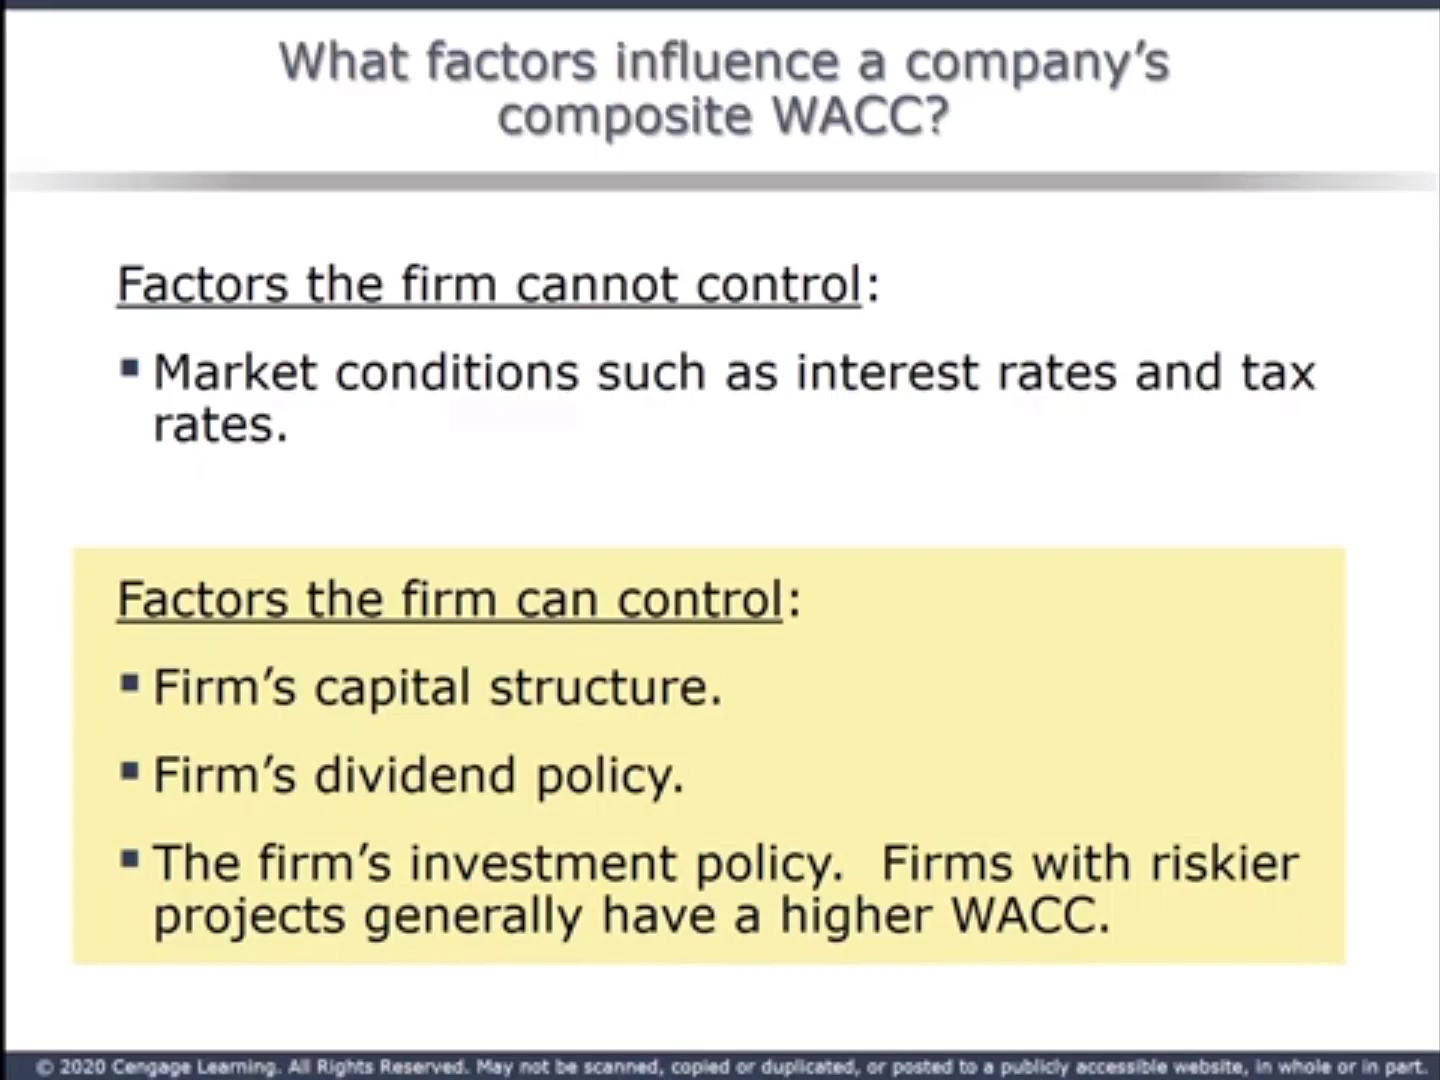 What factors influence a company’s
composite WACC?
Factors the firm cannot control:
▪ Market conditions such as interest rates and tax
rates.
Factors the firm can control:
▪ Firm’s capital structure.
▪ Firm’s dividend policy.
▪ The firm’s investment policy.  Firms with riskier
projects generally have a higher WACC.
© 2020 Cengage Learning. All Rights Reserved. May not be scanned, copied or duplicated, or posted to a publicly accessible website, in whole or in part.